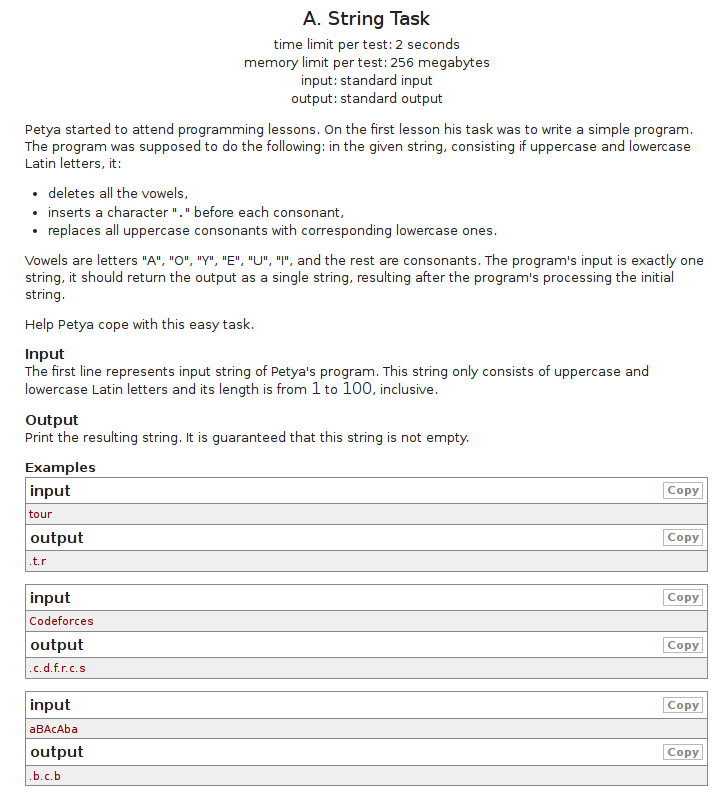 A. String Task
time limit per test: 2 seconds
memory limit per test: 256 megabytes
input: standard input
output: standard output
Petya started to attend programming lessons. On the first lesson his task was to write a simple program.
The program was supposed to do the following: in the given string, consisting if uppercase and lowercase
Latin letters, it:
• deletes all the vowels,
• inserts a character "." before each consonant,
• replaces all uppercase consonants with corresponding lowercase ones.
Vowels are letters "A", "O", "Y", "E", "U", "I", and the rest are consonants. The program's input is exactly one
string, it should return the output as a single string, resulting after the program's processing the initial
string.
Help Petya cope with this easy task.
Input
The first line represents input string of Petya's program. This string only consists of uppercase and
lowercase Latin letters and its length is from 1 to 100, inclusive.
Output
Print the resulting string. It is guaranteed that this string is not empty.
Examples
input Copy
tour
output Copy
.t.r
input Copy
Codeforces
output Copy
.c.d.f.r.c.s
input Copy
aBAcAba
output Copy
.b.c.b